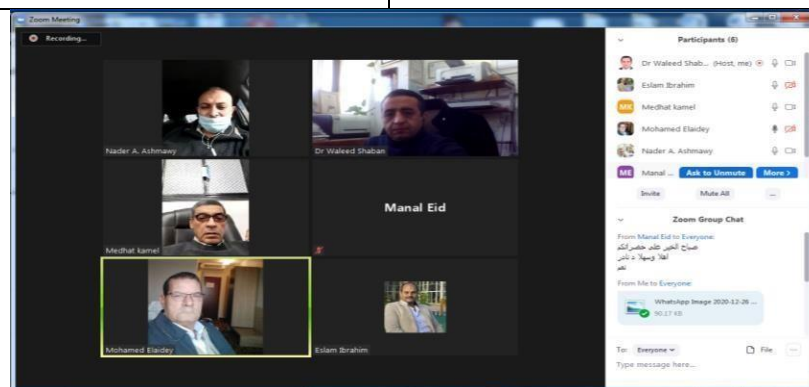 Zoom Meeting
Recording...
Nader A. Ashmawy
Dr Waleed Shaban
Medhat kamel
Manal Eid
Mohamed Elaidey
Eslam Ibrahim
Participants (6)
Dr Waleed Shab... (Host, me)
Eslam Ibrahim
MK Medhat kamel
Mohamed Elaidey
Nader A. Ashmawy
ME Manal ... Ask to Unmute More >
Invite Mute All ...
Zoom Group Chat
From Manal Eid to Everyone:
صباح الخير على حضراتكم
اهلا وسهلا د نادر
نعم
From Me to Everyone:
WhatsApp Image 2020-12-26 ...
90.17 KB
To: Everyone File ...
Type message here...